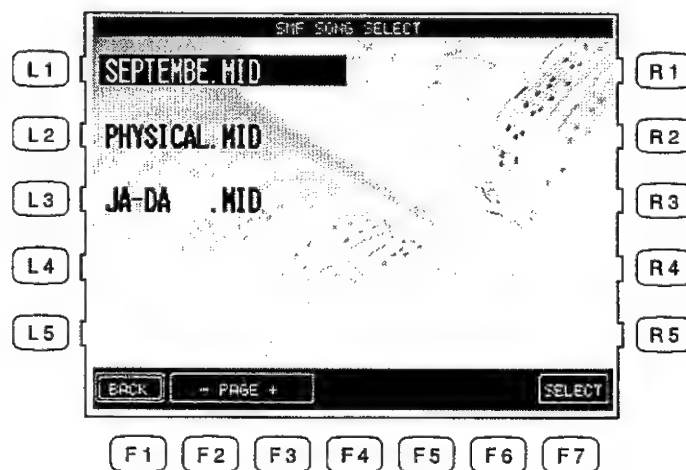 SMF SONG SELECT
L1 SEPTEMBE.MID R1
L2 PHYSICAL.MID R2
L3 JA-DA .MID R3
L4 R4
L5 R5
BACK - PAGE + SELECT
F1 F2 F3 F4 F5 F6 F7